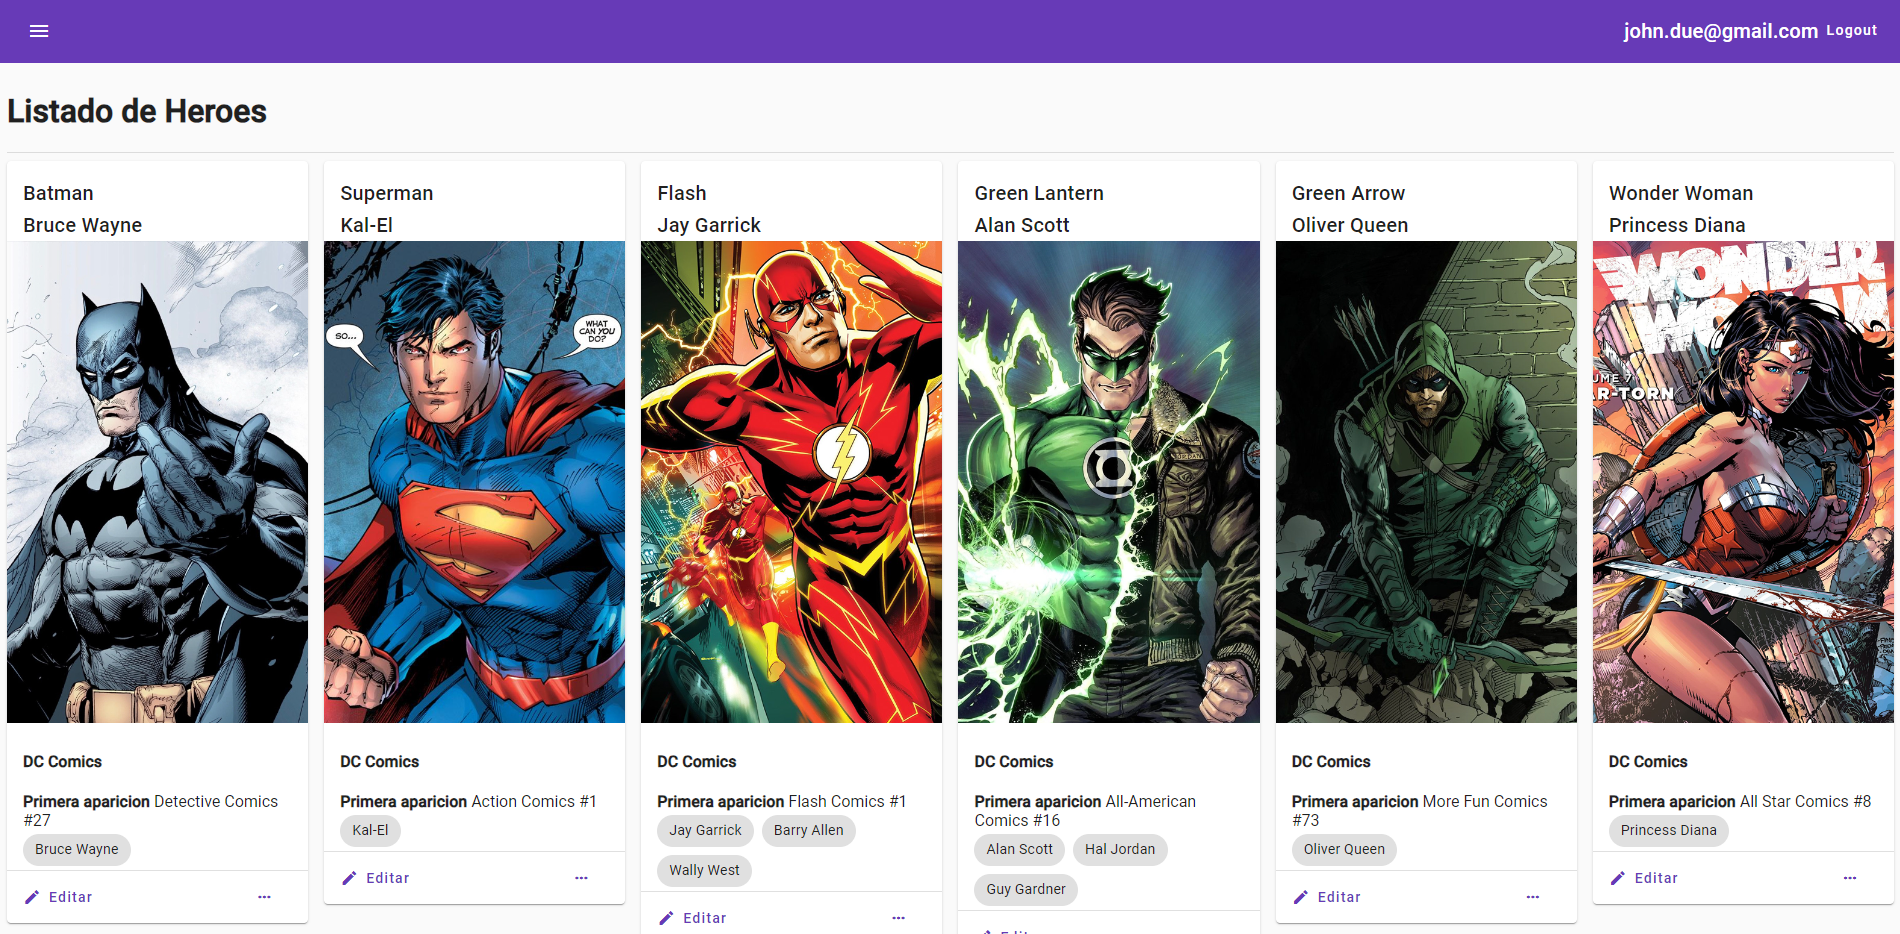 john.due@gmail.com Logout
Listado de Heroes
Batman
Bruce Wayne
DC Comics
Primera aparicion Detective Comics
#27
Bruce Wayne
Editar
Superman
Kal-El
SO...
WHAT
CAN YOU
DO?
DC Comics
Primera aparicion Action Comics #1
Kal-El
Editar
Flash
Jay Garrick
DC Comics
Primera aparicion Flash Comics #1
Jay Garrick Barry Allen
Wally West
Editar
Green Lantern
Alan Scott
DC Comics
Primera aparicion All-American
Comics #16
Alan Scott Hal Jordan
Guy Gardner
Green Arrow
Oliver Queen
DC Comics
Primera aparicion More Fun Comics
#73
Oliver Queen
Editar
Wonder Woman
Princess Diana
WONDER
WOMAN
UME 7
R-TORN
DC Comics
Primera aparicion All Star Comics #8
Princess Diana
Editar